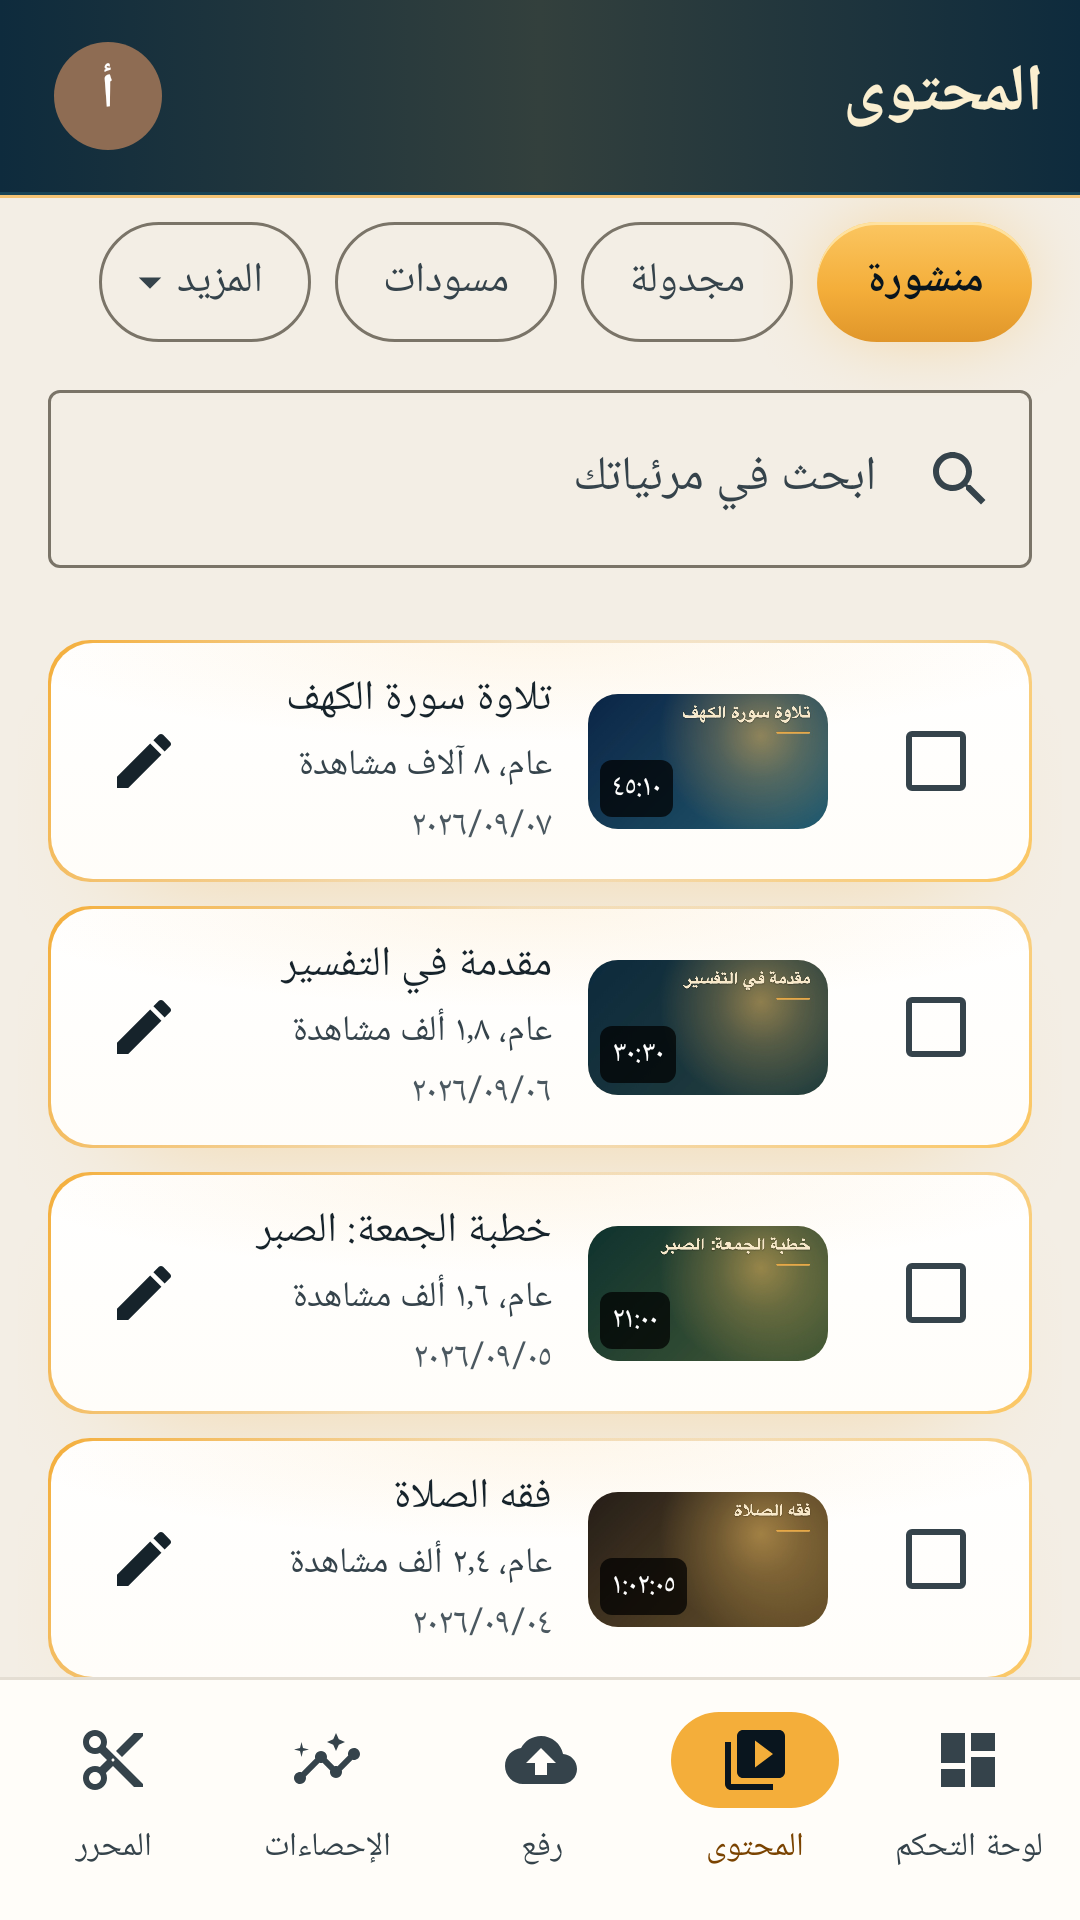 المحتوى
أ
منشورة
مجدولة
مسودات
المزيد
ابحث في مرئياتك
تلاوة سورة الكهف
٤٥:١٠
تلاوة سورة الكهف
عام، ٨ آلاف مشاهدة
٢٠٢٦/٠٩/٠٧
مقدمة في التفسير
٣٠:٣٠
مقدمة في التفسير
عام، ١٫٨ ألف مشاهدة
٢٠٢٦/٠٩/٠٦
خطبة الجمعة: الصبر
٢١:٠٠
خطبة الجمعة: الصبر
عام، ١٫٦ ألف مشاهدة
٢٠٢٦/٠٩/٠٥
فقه الصلاة
١:٠٢:٠٥
فقه الصلاة
عام، ٢٫٤ ألف مشاهدة
٢٠٢٦/٠٩/٠٤
لوحة التحكم
المحتوى
رفع
الإحصاءات
المحرر